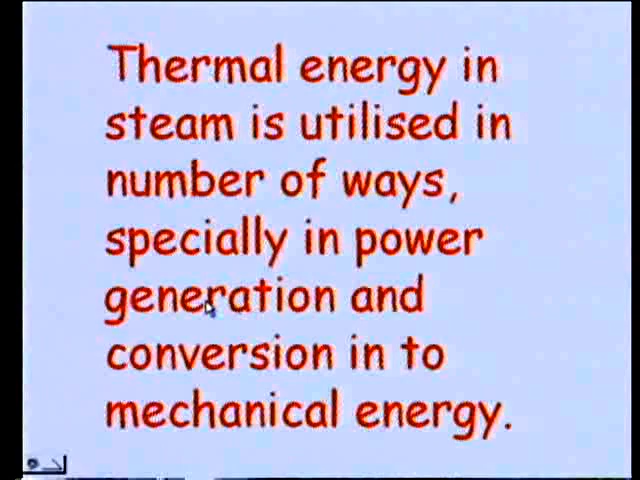 Thermal energy in
steam is utilised in
number of ways,
specially in power
generation and
conversion in to
mechanical energy.